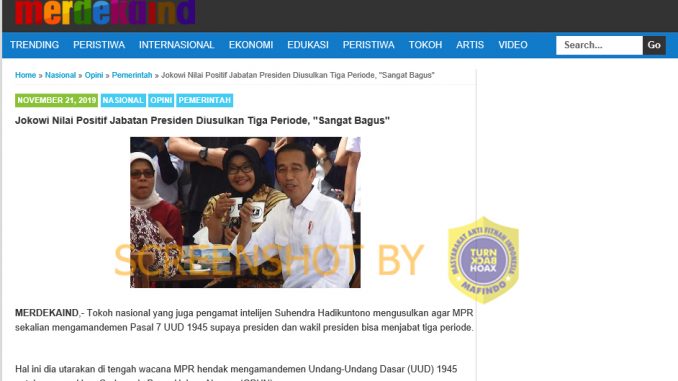 merdekaind
TRENDING PERISTIWA INTERNASIONAL EKONOMI EDUKASI PERISTIWA TOKOH ARTIS VIDEO Search... Go
Home » Nasional » Opini » Pemerintah » Jokowi Nilai Positif Jabatan Presiden Diusulkan Tiga Periode, "Sangat Bagus"
NOVEMBER 21, 2019 NASIONAL OPINI PEMERINTAH
Jokowi Nilai Positif Jabatan Presiden Diusulkan Tiga Periode, "Sangat Bagus"
SCREENSHOT BY
MASYARAKAT ANTI FITNAH INDONESIA
TURN
BACK
HOAX
MAFINDO
MERDEKAIND,- Tokoh nasional yang juga pengamat intelijen Suhendra Hadikuntono mengusulkan agar MPR
sekalian mengamandemen Pasal 7 UUD 1945 supaya presiden dan wakil presiden bisa menjabat tiga periode.
Hal ini dia utarakan di tengah wacana MPR hendak mengamandemen Undang-Undang Dasar (UUD) 1945